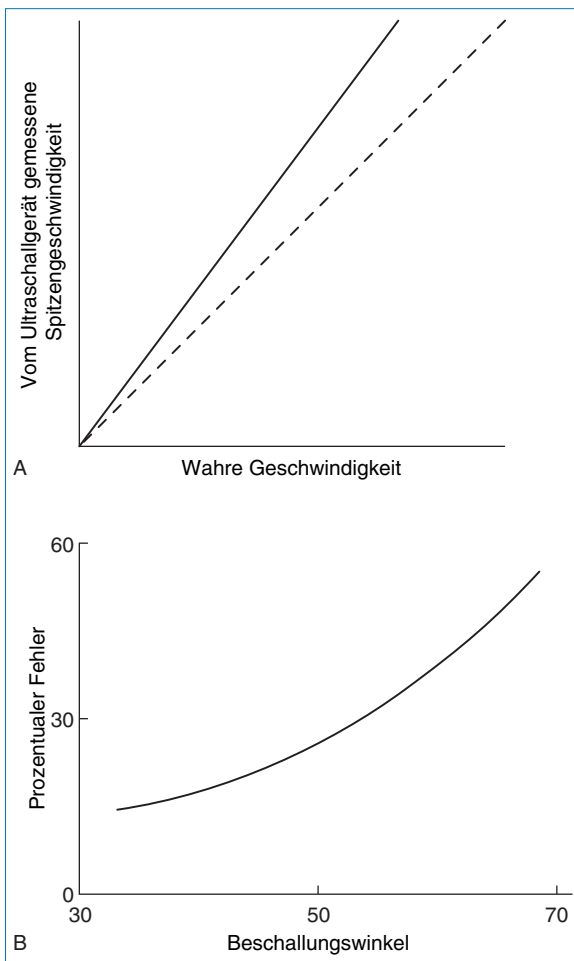 Vom Ultraschallgerät gemessene
Spitzengeschwindigkeit
A
Wahre Geschwindigkeit
60
30
0
Prozentualer Fehler
30
50
70
B
Beschallungswinkel